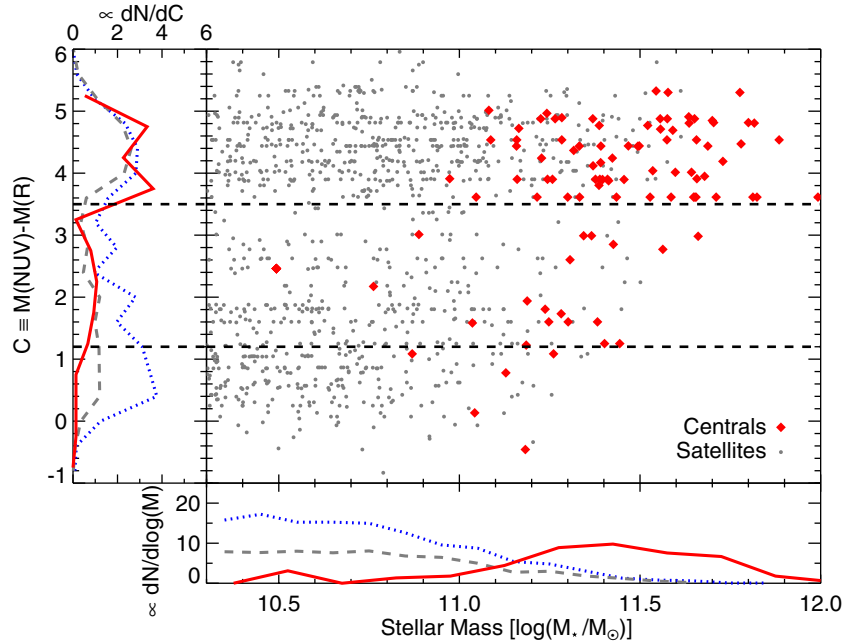 ∝ dN/dC
0 2 4 6
6
5
4
3
2
1
0
-1
C ≡ M(NUV)-M(R)
Centrals
Satellites
∝ dN/dlog(M)
20
10
0
10.5 11.0 11.5 12.0
Stellar Mass [log(M⋆/M⊙)]